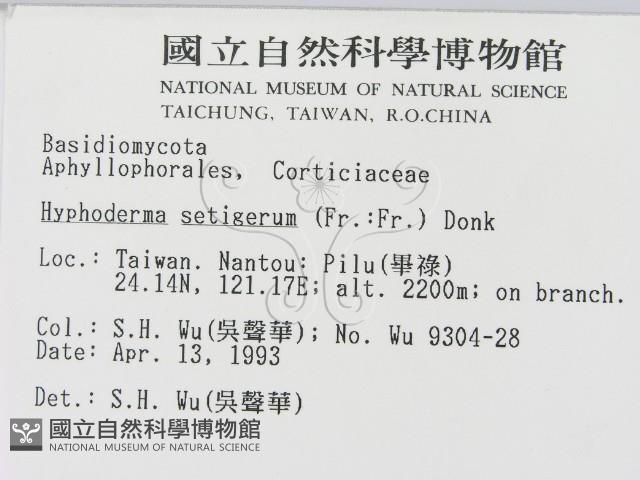 國立自然科學博物館
NATIONAL MUSEUM OF NATURAL SCIENCE
TAICHUNG, TAIWAN, R.O.CHINA
Basidiomycota
Aphyllophorales, Corticiaceae
Hyphoderma setigerum (Fr.:Fr.) Donk
Loc.: Taiwan. Nantou: Pilu(畢祿)
24.14N, 121.17E; alt. 2200m; on branch.
Col.: S.H. Wu(吳聲華); No. Wu 9304-28
Date: Apr. 13, 1993
Det.: S.H. Wu(吳聲華)
國立自然科學博物館
NATIONAL MUSEUM OF NATURAL SCIENCE